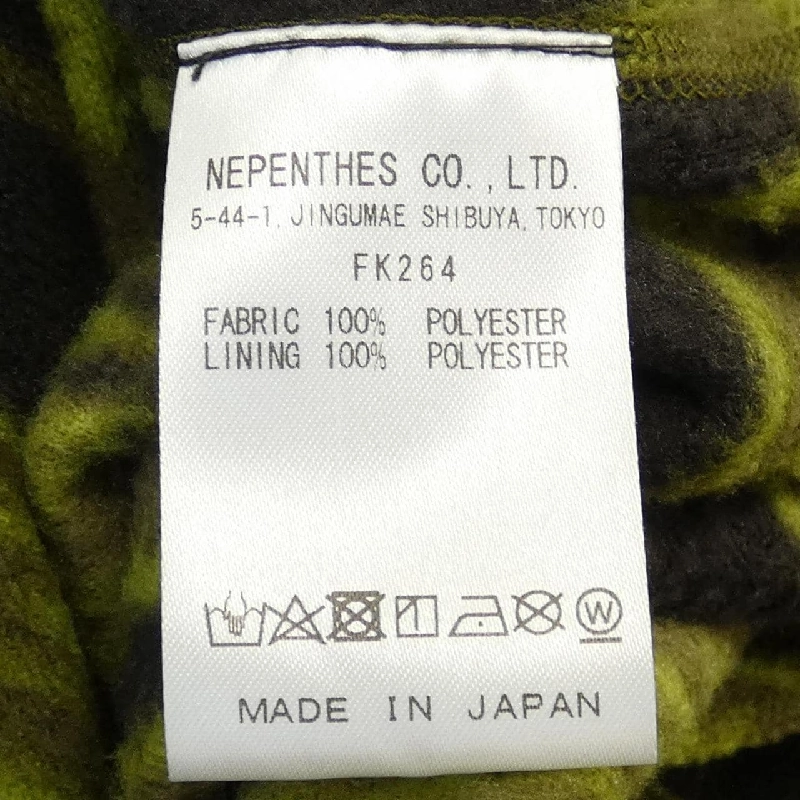 NEPENTHES CO., LTD.
5-44-1, JINGUMAE SHIBUYA, TOKYO
FK264
FABRIC 100% POLYESTER
LINING 100% POLYESTER
W
MADE IN JAPAN